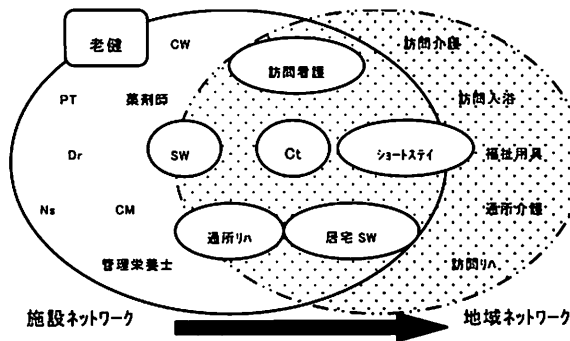 老健
CW
訪問看護
訪問介護
PT
薬剤師
訪問入浴
Dr
SW
Ct
ショートステイ
福祉用具
Ns
CM
通所リハ
居宅 SW
通所介護
管理栄養士
訪問リハ
施設ネットワーク
地域ネットワーク